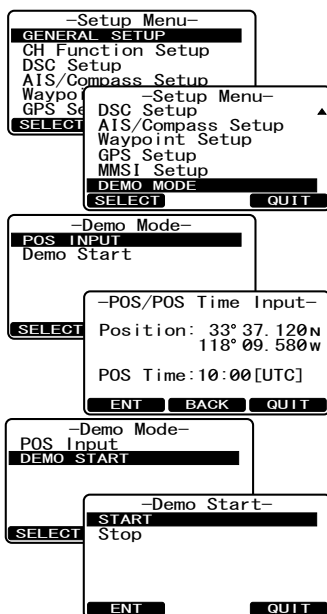 –Setup Menu–
GENERAL SETUP
CH Function Setup
DSC Setup
AIS/Compass Setup
Waypoi
GPS Se
SELECT
–Setup Menu–
DSC Setup
AIS/Compass Setup
Waypoint Setup
GPS Setup
MMSI Setup
DEMO MODE
SELECT QUIT
–Demo Mode–
POS INPUT
Demo Start
SELECT
–POS/POS Time Input–
Position: 33°37.120N
118°09.580W
POS Time:10:00[UTC]
ENT BACK QUIT
–Demo Mode–
POS Input
DEMO START
SELECT
–Demo Start–
START
Stop
ENT QUIT